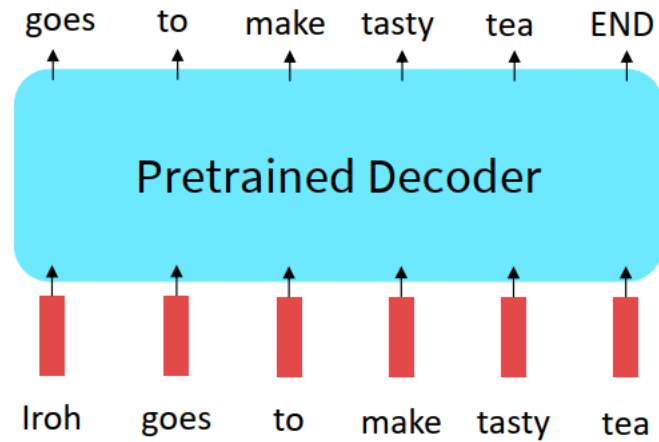 goes to make tasty tea END
Pretrained Decoder
Iroh goes to make tasty tea